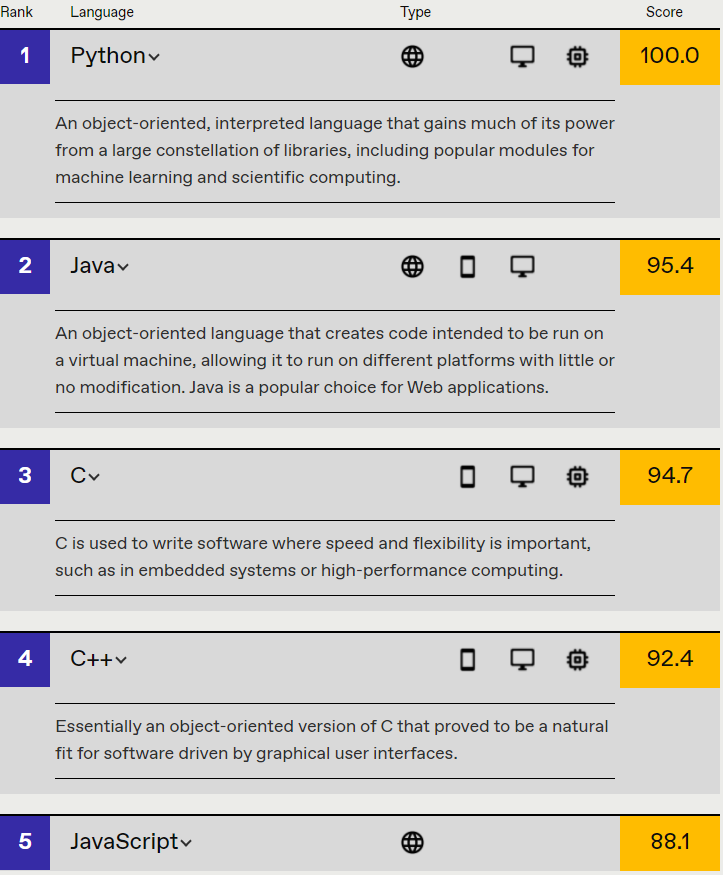 Rank Language Type Score
1 Python 100.0
An object-oriented, interpreted language that gains much of its power
from a large constellation of libraries, including popular modules for
machine learning and scientific computing.
2 Java 95.4
An object-oriented language that creates code intended to be run on
a virtual machine, allowing it to run on different platforms with little or
no modification. Java is a popular choice for Web applications.
3 C 94.7
C is used to write software where speed and flexibility is important,
such as in embedded systems or high-performance computing.
4 C++ 92.4
Essentially an object-oriented version of C that proved to be a natural
fit for software driven by graphical user interfaces.
5 JavaScript 88.1